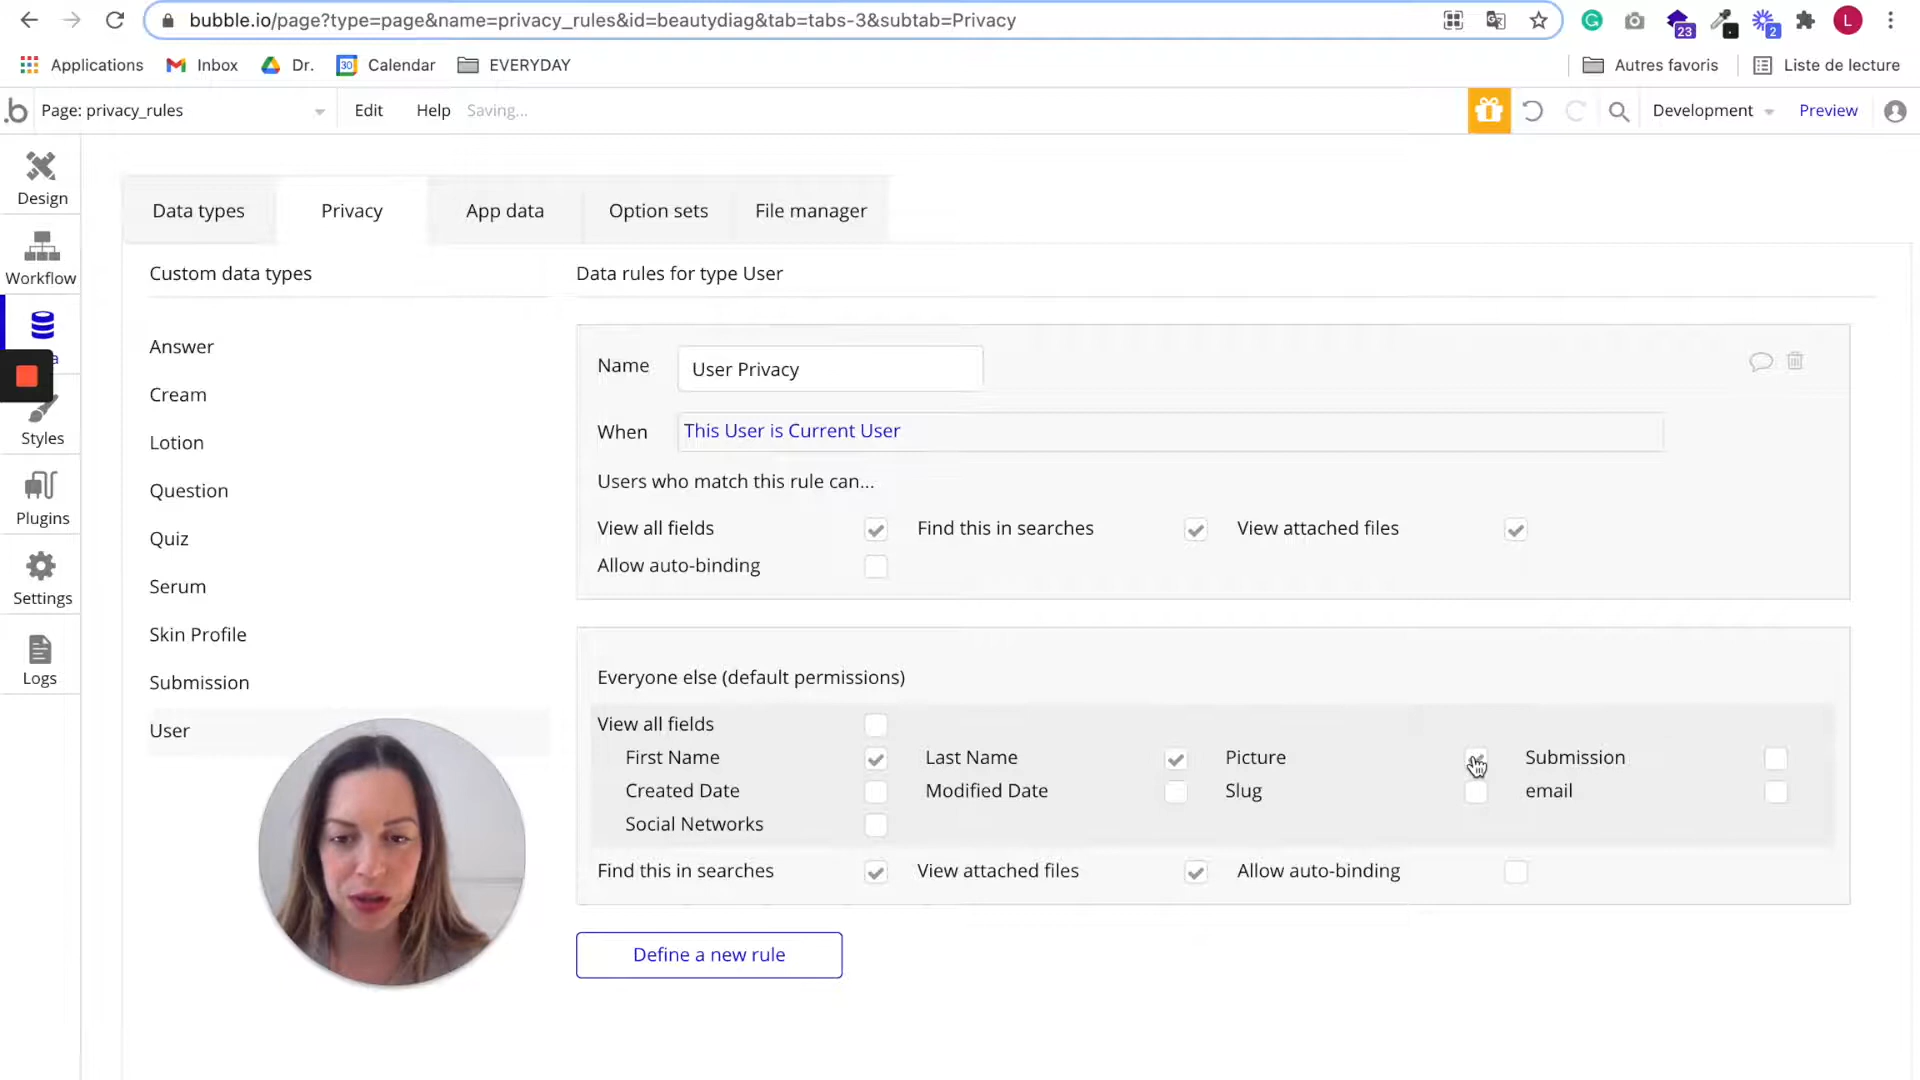 bubble.io/page?type=page&name=privacy_rules&id=beautydiag&tab=tabs-3&subtab=Privacy
23
2
L
Applications
Inbox
Dr.
30
Calendar
EVERYDAY
Autres favoris
Liste de lecture
Page: privacy_rules
Edit
Help
Saving...
Development
Preview
Design
Workflow
Styles
Plugins
Settings
Logs
Data types
Privacy
App data
Option sets
File manager
Custom data types
Answer
Cream
Lotion
Question
Quiz
Serum
Skin Profile
Submission
User
Data rules for type User
Name
User Privacy
When
This User is Current User
Users who match this rule can...
View all fields
Find this in searches
View attached files
Allow auto-binding
Everyone else (default permissions)
View all fields
First Name
Last Name
Picture
Submission
Created Date
Modified Date
Slug
email
Social Networks
Find this in searches
View attached files
Allow auto-binding
Define a new rule